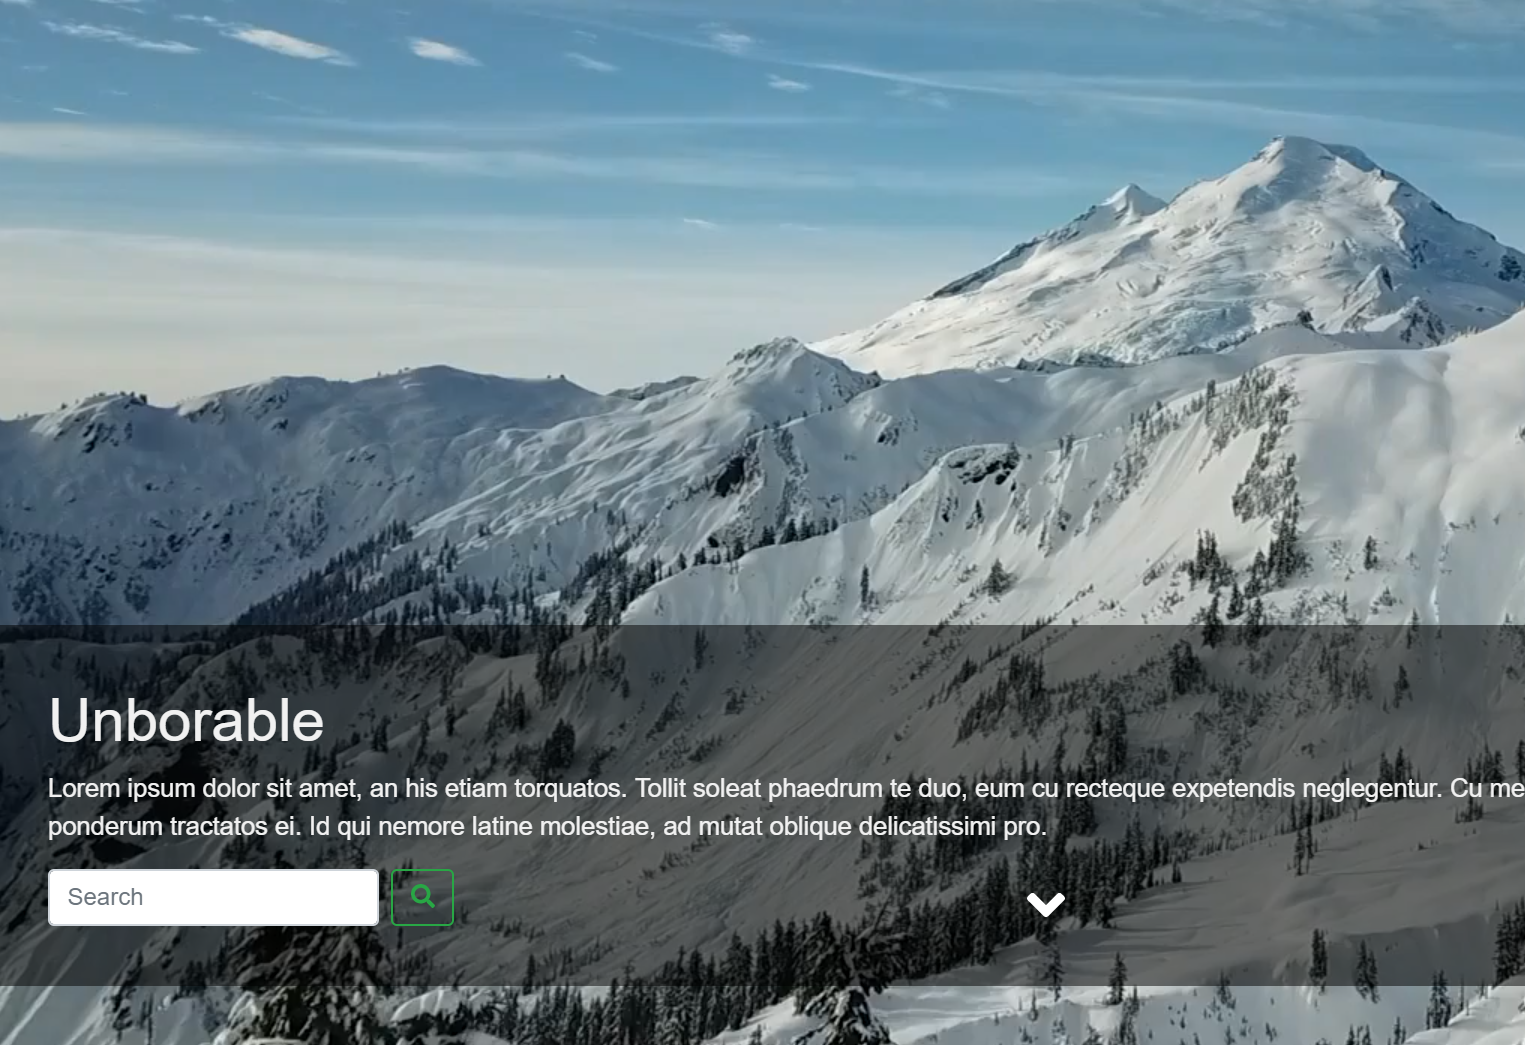 Unborable
Lorem ipsum dolor sit amet, an his etiam torquatos. Tollit soleat phaedrum te duo, eum cu recteque expetendis neglegentur. Cu me
ponderum tractatos ei. Id qui nemore latine molestiae, ad mutat oblique delicatissimi pro.
Search